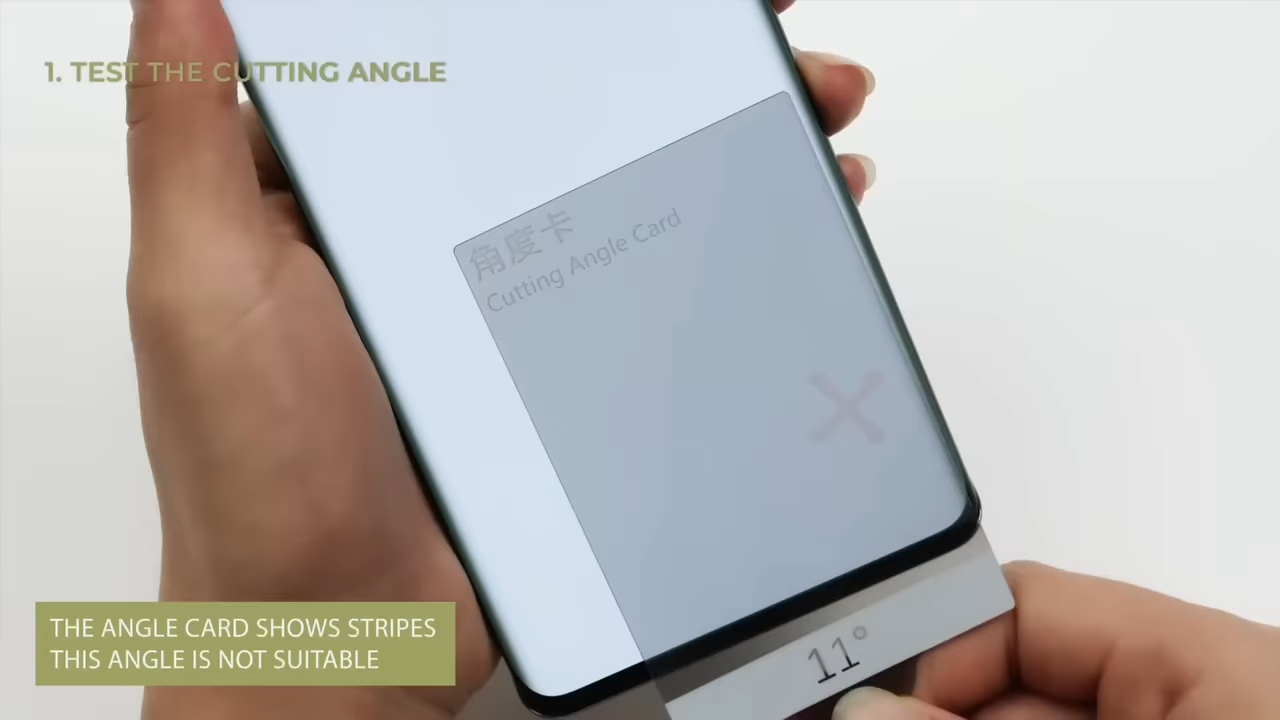 1. TEST THE CUTTING ANGLE
角度卡
Cutting Angle Card
11°
THE ANGLE CARD SHOWS STRIPES
THIS ANGLE IS NOT SUITABLE